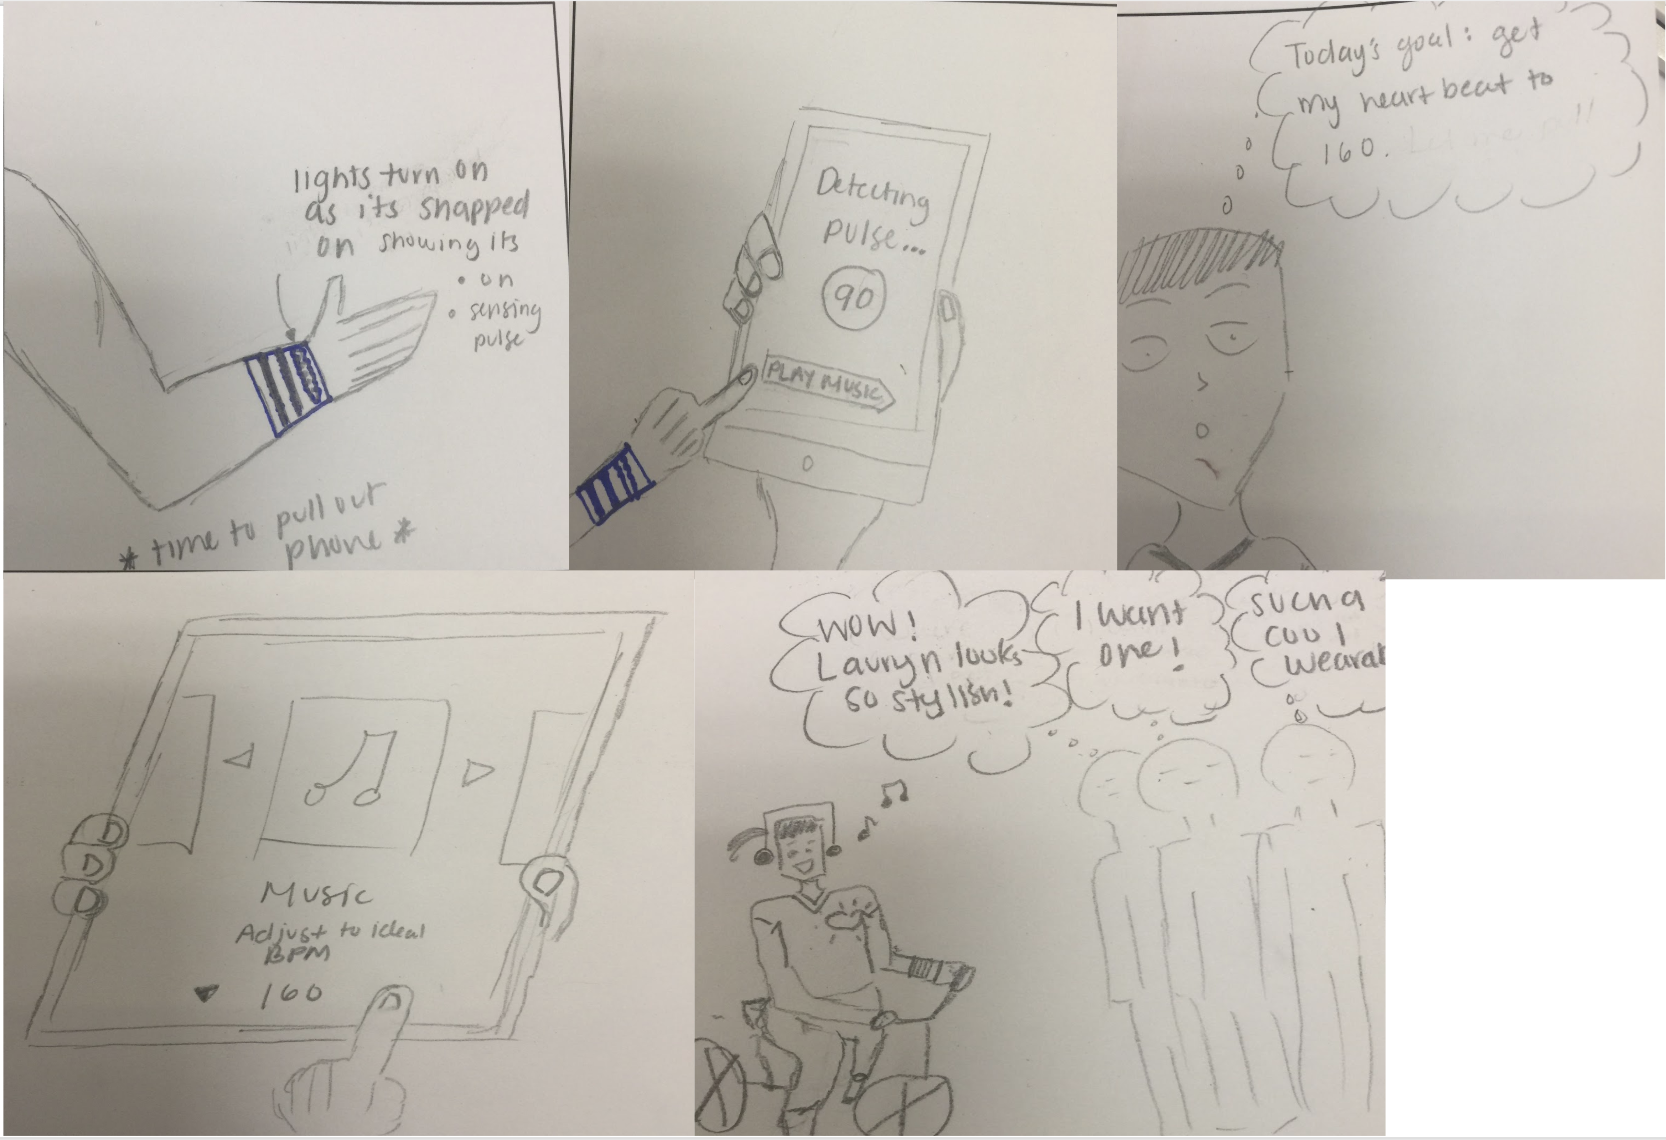 lights turn on
as its snapped
on showing its
• on
• sensing
pulse
* time to pull out
phone *
Detecting
pulse...
90
PLAY MUSIC
Today's goal: get
my heart beat to
160.
Music
Adjust to ideal
BPM
160
WOW!
Lauryn looks
so stylish!
I want
one!
such a
cool
wearab